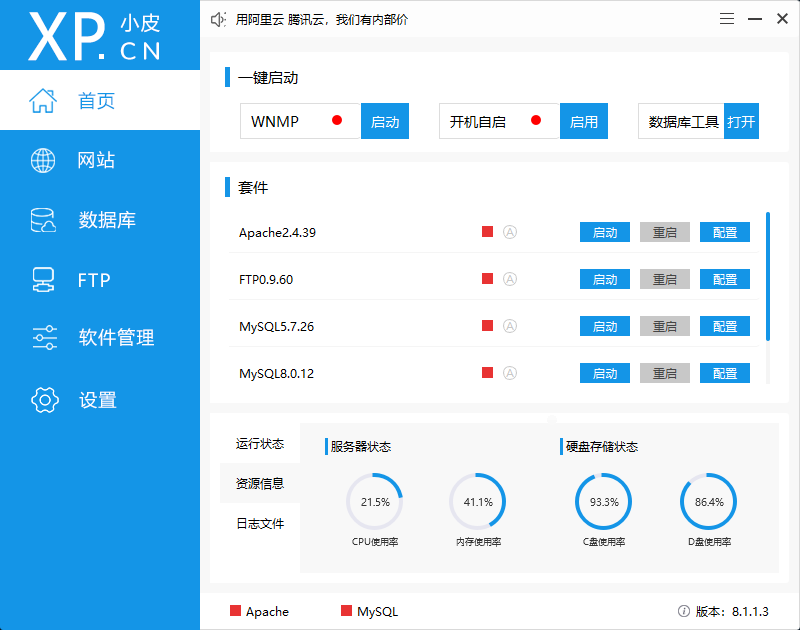 XP.CN 小皮
用阿里云 腾讯云，我们有内部价
首页
网站
数据库
FTP
软件管理
设置
一键启动
WNMP 启动 开机自启 启用 数据库工具 打开
套件
Apache2.4.39 A 启动 重启 配置
FTP0.9.60 A 启动 重启 配置
MySQL5.7.26 A 启动 重启 配置
MySQL8.0.12 A 启动 重启 配置
运行状态
资源信息
日志文件
服务器状态 硬盘存储状态
21.5% 41.1% 93.3% 86.4%
CPU使用率 内存使用率 C盘使用率 D盘使用率
Apache MySQL 版本：8.1.1.3